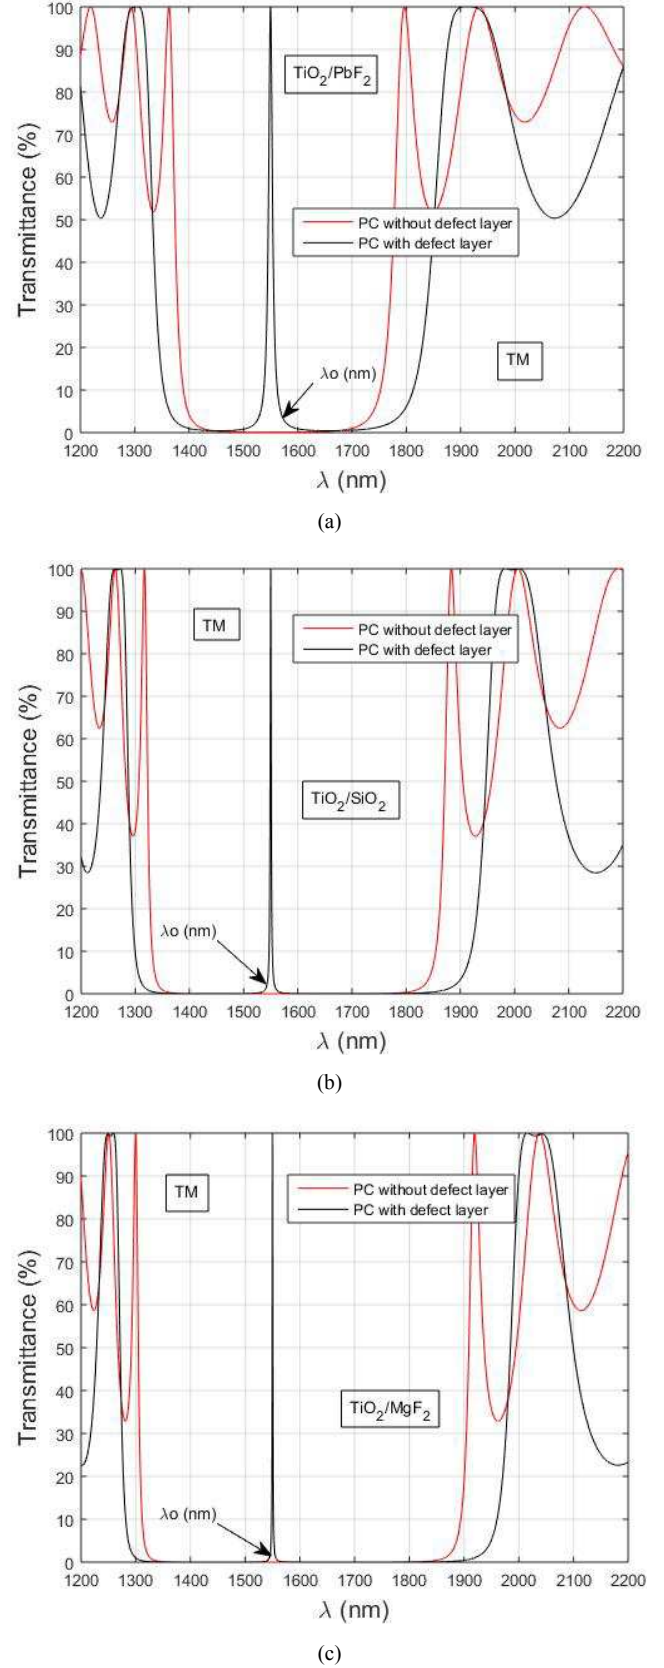 100
90
80
70
60
50
40
30
20
10
0
Transmittance (%)
TiO2/PbF2
PC without defect layer
PC with defect layer
TM
λo (nm)
1200 1300 1400 1500 1600 1700 1800 1900 2000 2100 2200
λ (nm)
(a)
100
90
80
70
60
50
40
30
20
10
0
Transmittance (%)
TM
PC without defect layer
PC with defect layer
TiO2/SiO2
λo (nm)
1200 1300 1400 1500 1600 1700 1800 1900 2000 2100 2200
λ (nm)
(b)
100
90
80
70
60
50
40
30
20
10
0
Transmittance (%)
TM
PC without defect layer
PC with defect layer
TiO2/MgF2
λo (nm)
1200 1300 1400 1500 1600 1700 1800 1900 2000 2100 2200
λ (nm)
(c)